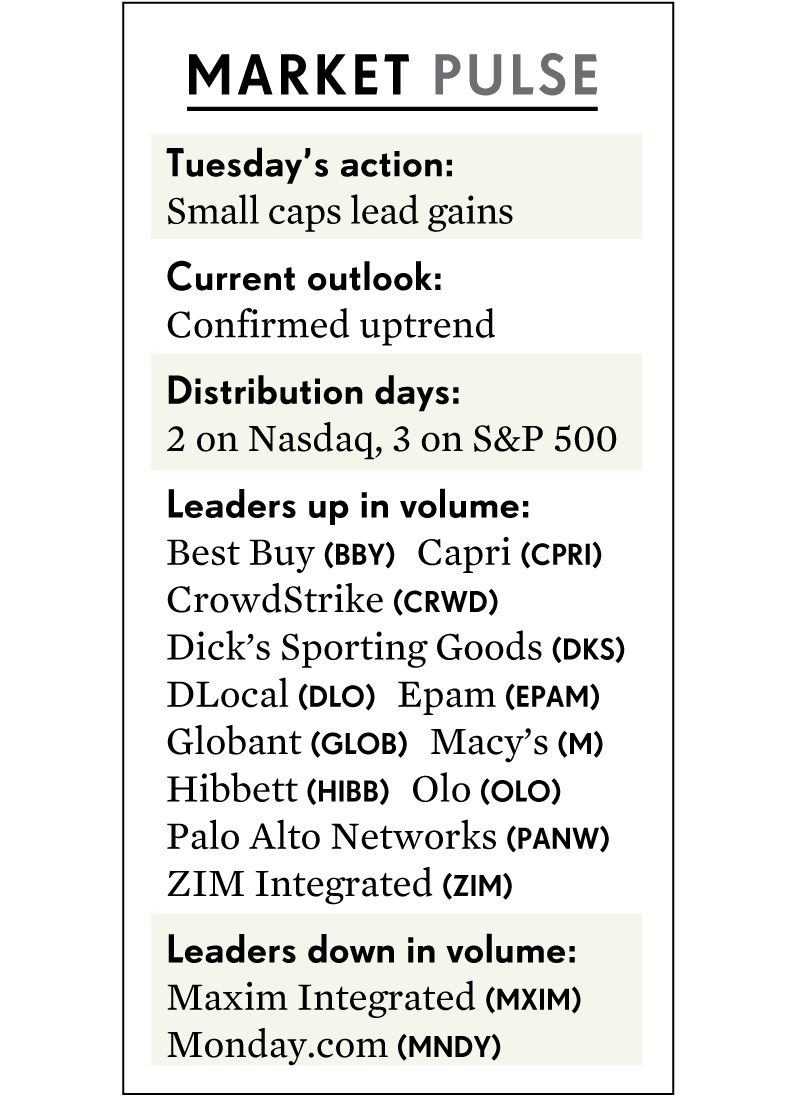 MARKET PULSE
Tuesday’s action:
Small caps lead gains
Current outlook:
Confirmed uptrend
Distribution days:
2 on Nasdaq, 3 on S&P 500
Leaders up in volume:
Best Buy (BBY) Capri (CPRI)
CrowdStrike (CRWD)
Dick’s Sporting Goods (DKS)
DLocal (DLO) Epam (EPAM)
Globant (GLOB) Macy’s (M)
Hibbett (HIBB) Olo (OLO)
Palo Alto Networks (PANW)
ZIM Integrated (ZIM)
Leaders down in volume:
Maxim Integrated (MXIM)
Monday.com (MNDY)